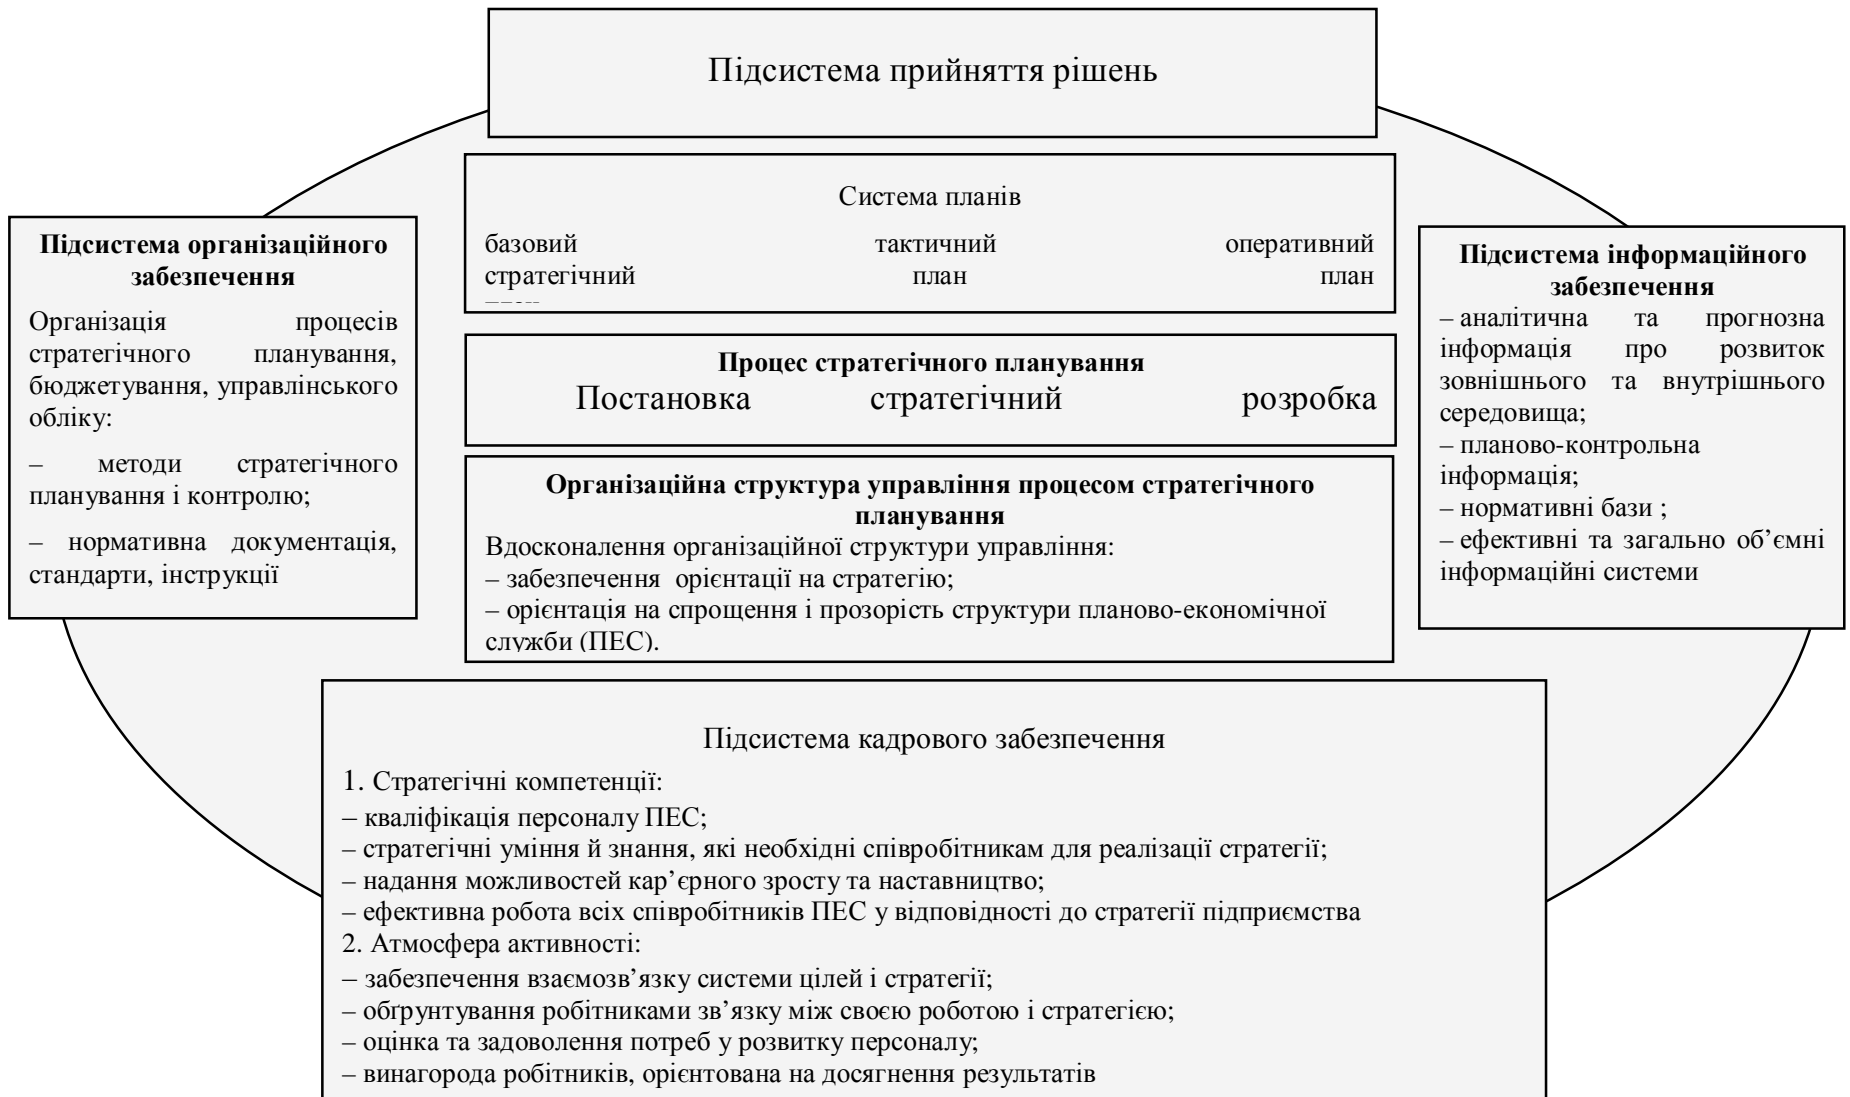 Підсистема прийняття рішень
Система планів
базовий тактичний оперативний
стратегічний план план
Підсистема організаційного
забезпечення
Організація процесів
стратегічного планування,
бюджетування, управлінського
обліку:
– методи стратегічного
планування і контролю;
– нормативна документація,
стандарти, інструкції
Процес стратегічного планування
Постановка стратегічний розробка
Організаційна структура управління процесом стратегічного
планування
Вдосконалення організаційної структури управління:
– забезпечення орієнтації на стратегію;
– орієнтація на спрощення і прозорість структури планово-економічної
служби (ПЕС).
Підсистема інформаційного
забезпечення
– аналітична та прогнозна
інформація про розвиток
зовнішнього та внутрішнього
середовища;
– планово-контрольна
інформація;
– нормативні бази ;
– ефективні та загально об’ємні
інформаційні системи
Підсистема кадрового забезпечення
1. Стратегічні компетенції:
– кваліфікація персоналу ПЕС;
– стратегічні уміння й знання, які необхідні співробітникам для реалізації стратегії;
– надання можливостей кар’єрного зросту та наставництво;
– ефективна робота всіх співробітників ПЕС у відповідності до стратегії підприємства
2. Атмосфера активності:
– забезпечення взаємозв’язку системи цілей і стратегії;
– обґрунтування робітниками зв’язку між своєю роботою і стратегією;
– оцінка та задоволення потреб у розвитку персоналу;
– винагорода робітників, орієнтована на досягнення результатів